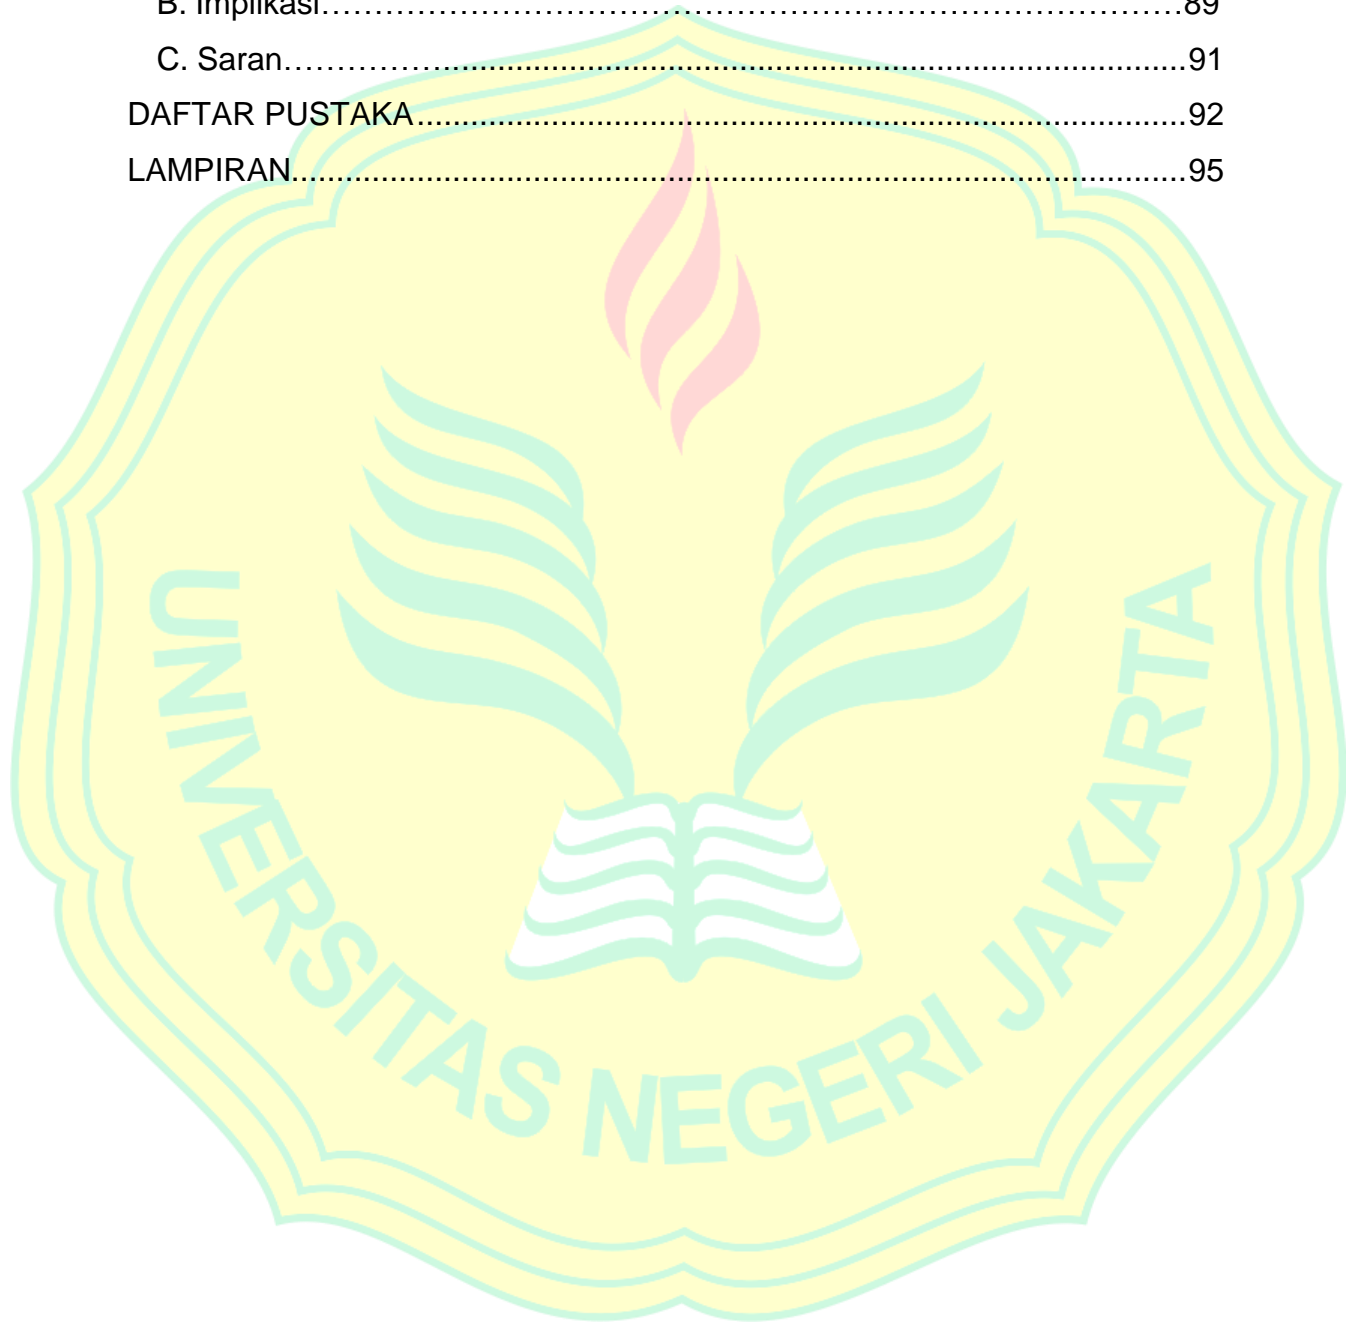 B. Implikasi………………………………………………………………………89
C. Saran……………............................................................................91
DAFTAR PUSTAKA.....................................................................................92
LAMPIRAN...................................................................................................95
UNIVERSITAS NEGERI JAKARTA